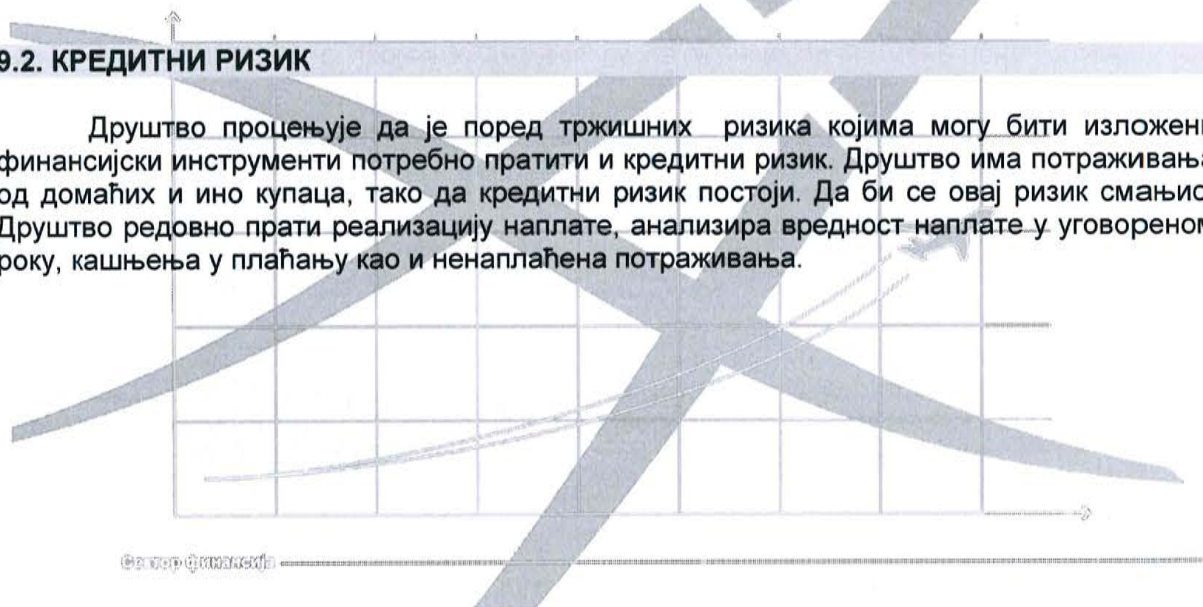 9.2. КРЕДИТНИ РИЗИК
Друштво процењује да је поред тржишних ризика којима могу бити изложени
финансијски инструменти потребно пратити и кредитни ризик. Друштво има потраживања
од домаћих и ино купаца, тако да кредитни ризик постоји. Да би се овај ризик смањио
Друштво редовно прати реализацију наплате, анализира вредност наплате у уговореном
року, кашњења у плаћању као и ненаплаћена потраживања.
Сектор финансија